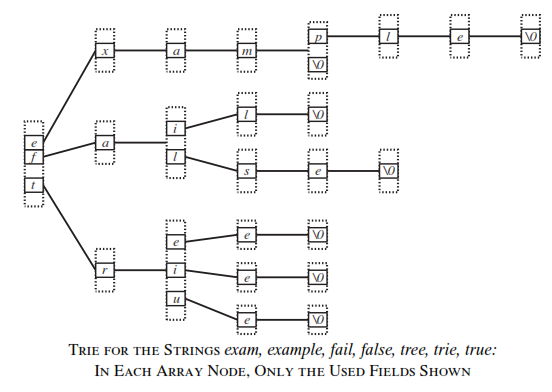 p l e \0
x a m
\0
i l \0
e
f a
l s e \0
t
e e \0
r i e \0
u e \0
TRIE FOR THE STRINGS exam, example, fail, false, tree, trie, true:
IN EACH ARRAY NODE, ONLY THE USED FIELDS SHOWN